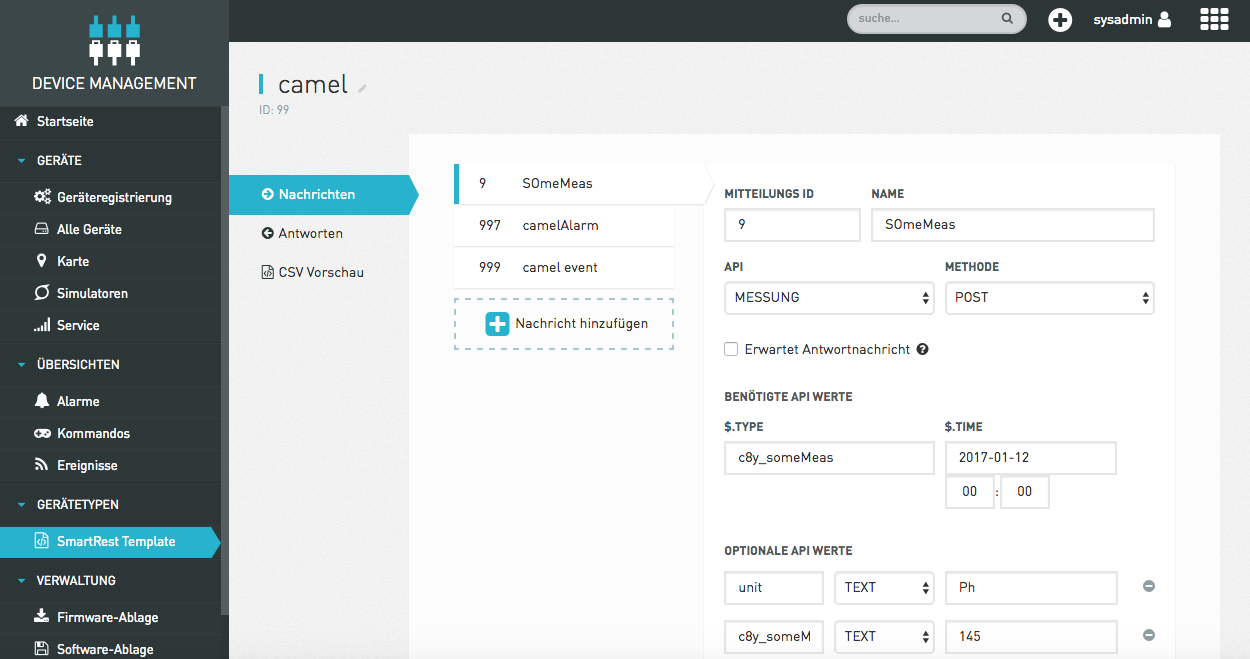 DEVICE MANAGEMENT
Startseite
GERÄTE
Geräteregistrierung
Alle Geräte
Karte
Simulatoren
Service
ÜBERSICHTEN
Alarme
Kommandos
Ereignisse
GERÄTETYPEN
SmartRest Template
VERWALTUNG
Firmware-Ablage
Software-Ablage
suche...
sysadmin
camel
ID: 99
Nachrichten
Antworten
CSV Vorschau
9 SOmeMeas
997 camelAlarm
999 camel event
Nachricht hinzufügen
MITTEILUNGS ID NAME
9 SOmeMeas
API METHODE
MESSUNG POST
Erwartet Antwortnachricht ?
BENÖTIGTE API WERTE
$.TYPE $.TIME
c8y_someMeas 2017-01-12
00 : 00
OPTIONALE API WERTE
unit TEXT Ph
c8y_someM TEXT 145